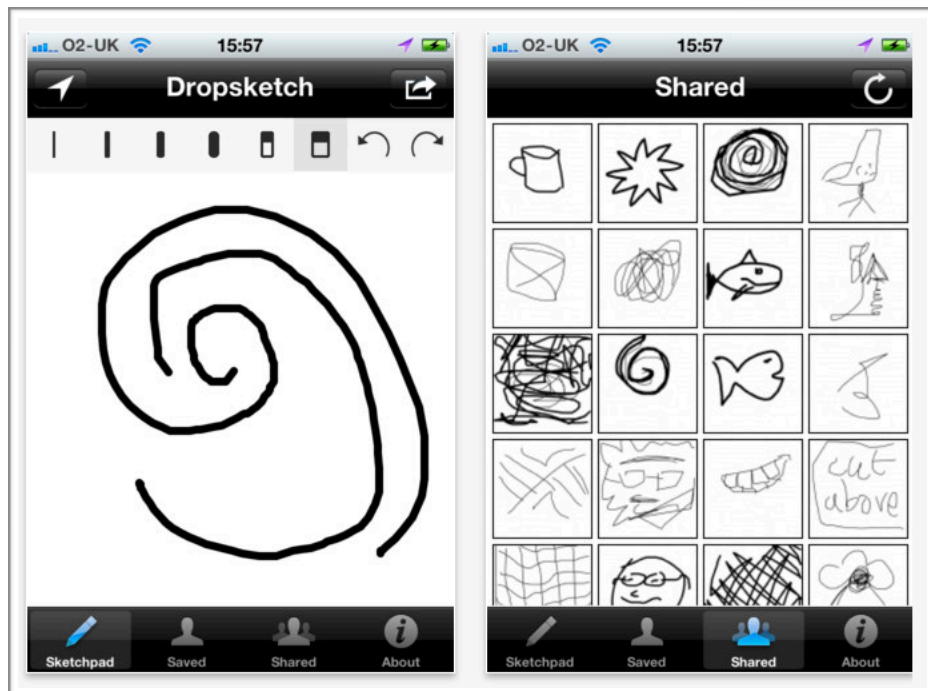 O2-UK 15:57
Dropsketch
Sketchpad Saved Shared About
O2-UK 15:57
Shared
cut
above
Sketchpad Saved Shared About